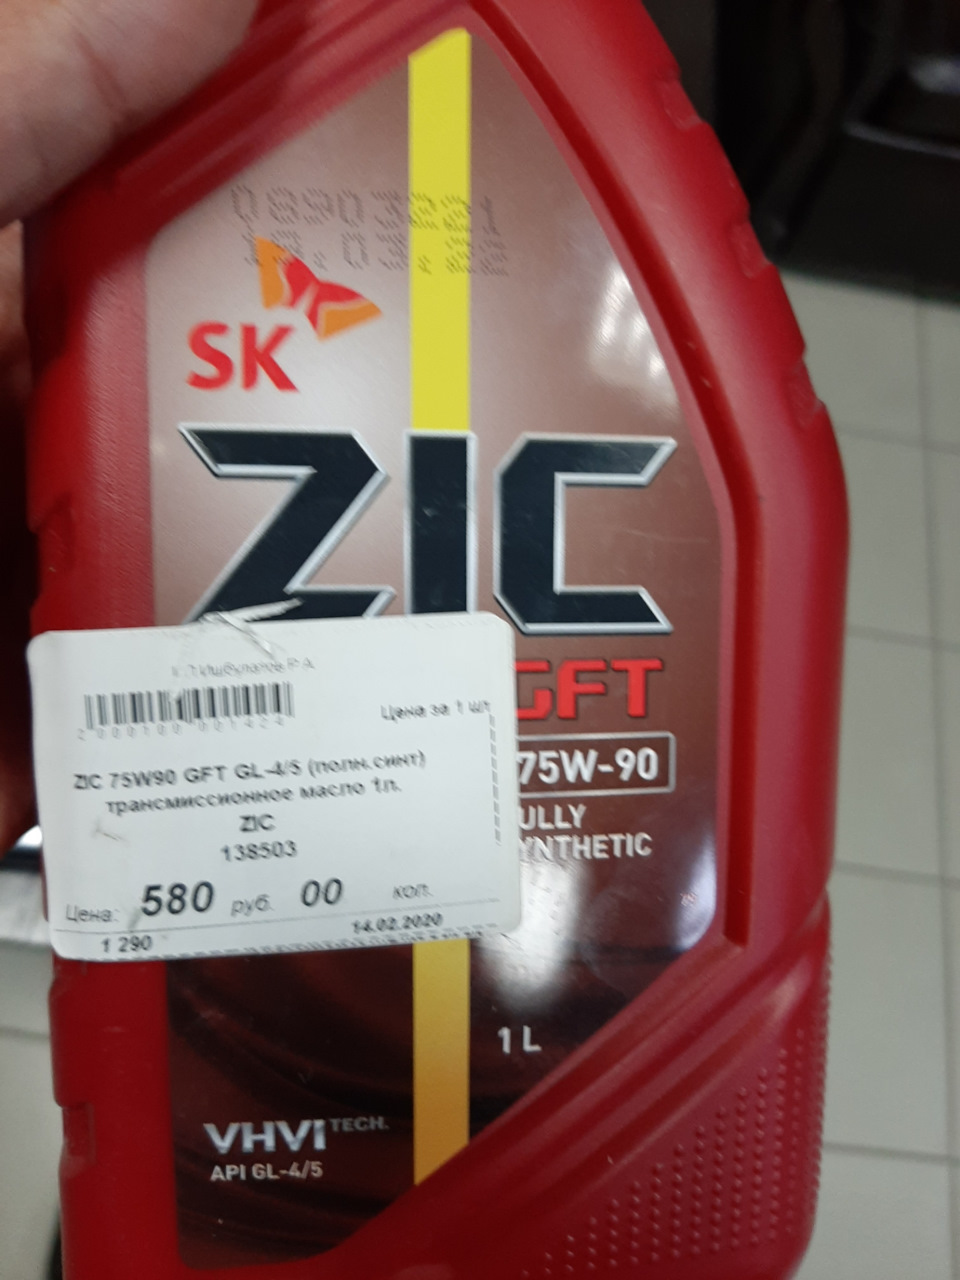 SK
ZIC
GFT
75W-90
ULLY
YNTHETIC
Цена за 1 шт
ZIC 75W90 GFT GL-4/5 (полн.синт)
трансмиссионное масло 1л.
ZIC
138503
Цена: 580 руб. 00 коп.
1 290 14.02.2020
1 L
VHVI TECH.
API GL-4/5